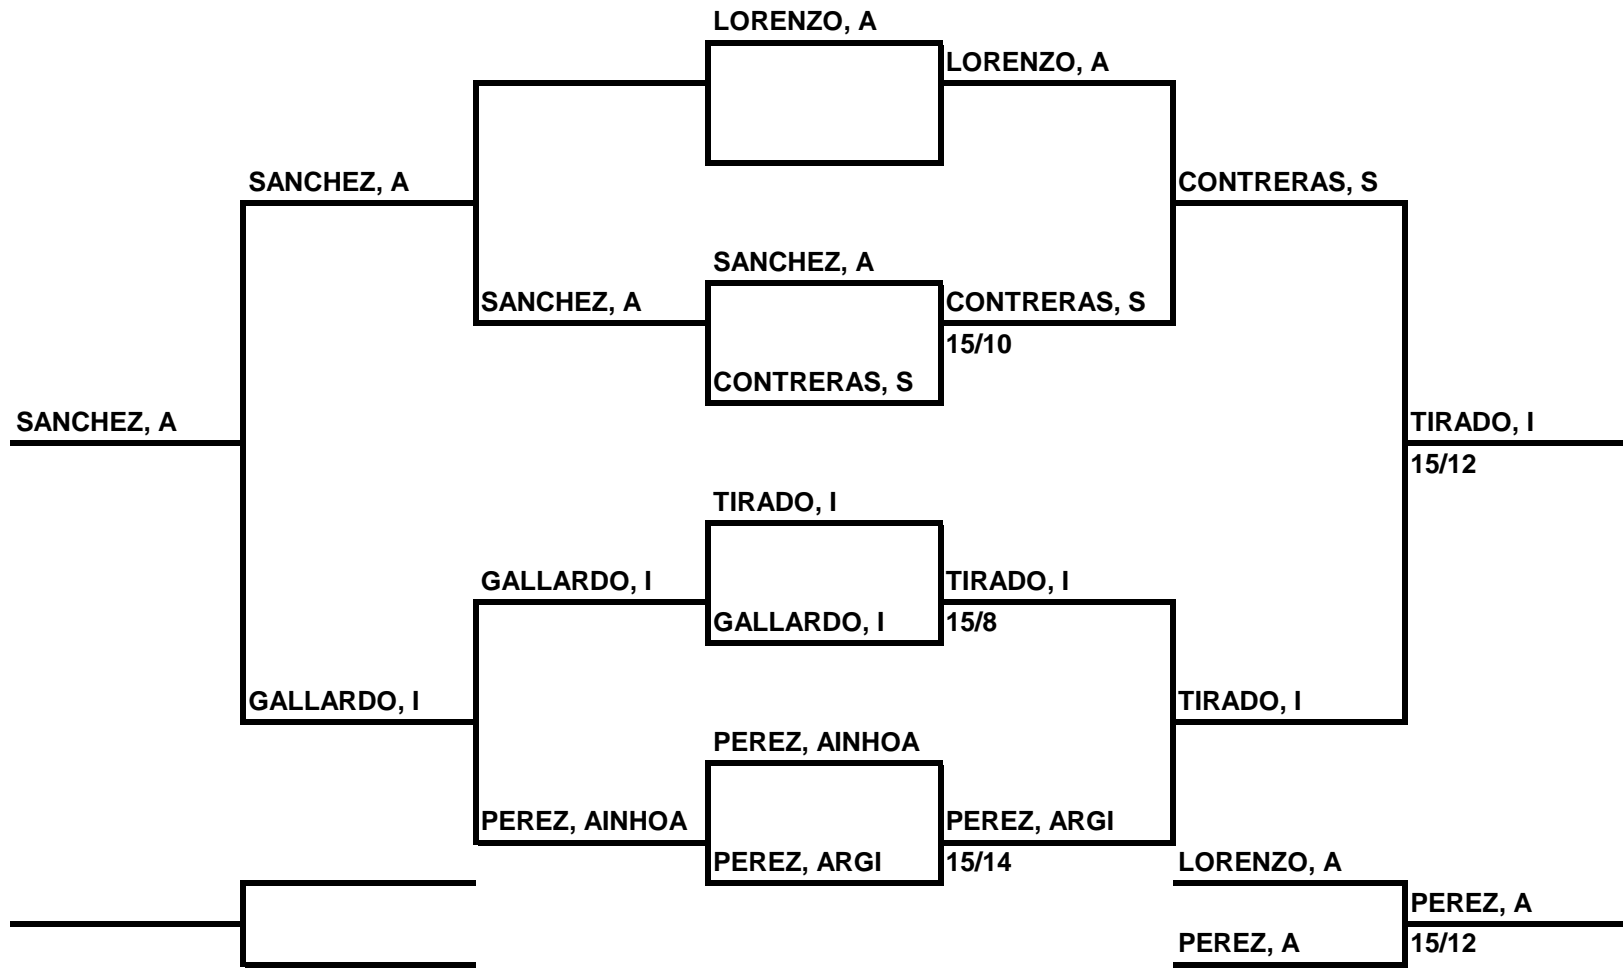 LORENZO, A
LORENZO, A
SANCHEZ, A
CONTRERAS, S
SANCHEZ, A
SANCHEZ, A
CONTRERAS, S
15/10
CONTRERAS, S
SANCHEZ, A
TIRADO, I
15/12
TIRADO, I
GALLARDO, I
TIRADO, I
GALLARDO, I
15/8
GALLARDO, I
TIRADO, I
PEREZ, AINHOA
PEREZ, AINHOA
PEREZ, ARGI
PEREZ, ARGI
15/14
LORENZO, A
PEREZ, A
PEREZ, A
15/12